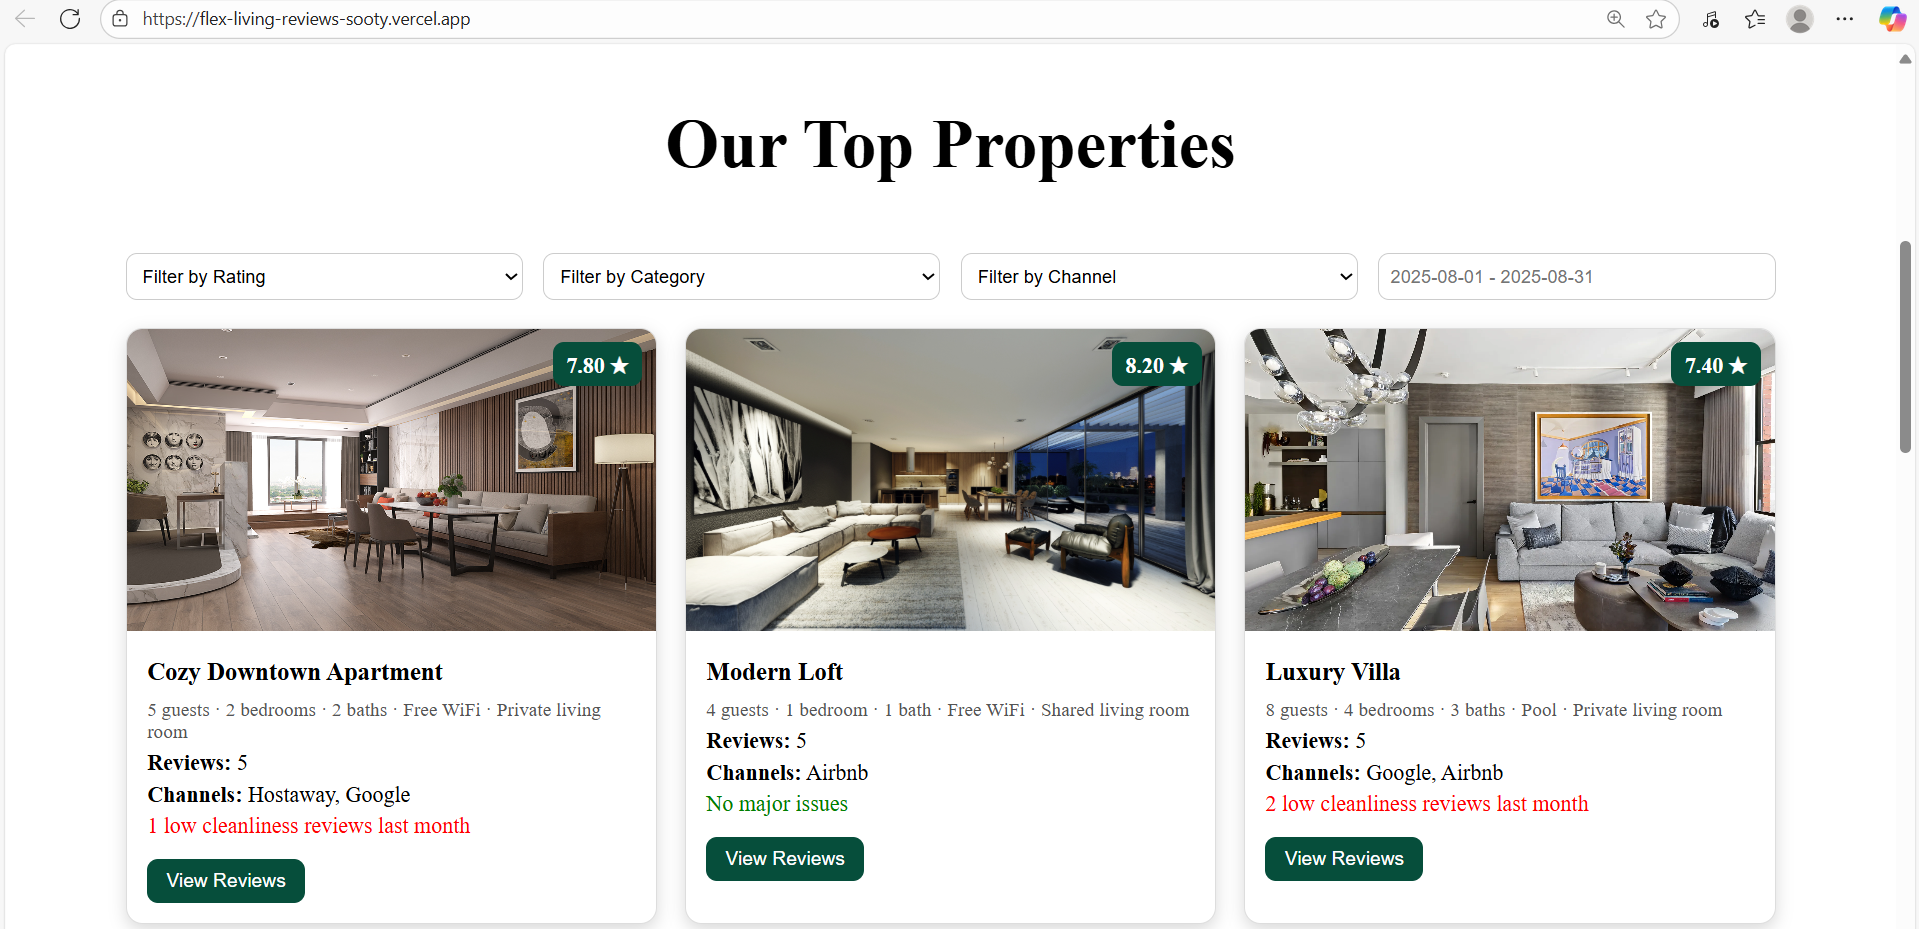 https://flex-living-reviews-sooty.vercel.app
Our Top Properties
Filter by Rating
Filter by Category
Filter by Channel
2025-08-01 - 2025-08-31
7.80 ★
8.20 ★
7.40 ★
Cozy Downtown Apartment
5 guests · 2 bedrooms · 2 baths · Free WiFi · Private living
room
Reviews: 5
Channels: Hostaway, Google
1 low cleanliness reviews last month
View Reviews
Modern Loft
4 guests · 1 bedroom · 1 bath · Free WiFi · Shared living room
Reviews: 5
Channels: Airbnb
No major issues
View Reviews
Luxury Villa
8 guests · 4 bedrooms · 3 baths · Pool · Private living room
Reviews: 5
Channels: Google, Airbnb
2 low cleanliness reviews last month
View Reviews